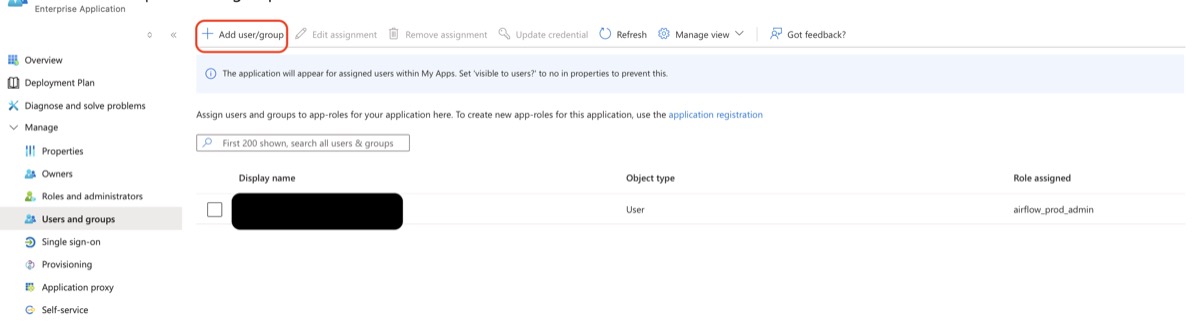 Enterprise Application
Add user/group
Edit assignment
Remove assignment
Update credential
Refresh
Manage view
Got feedback?
Overview
Deployment Plan
Diagnose and solve problems
Manage
Properties
Owners
Roles and administrators
Users and groups
Single sign-on
Provisioning
Application proxy
Self-service
The application will appear for assigned users within My Apps. Set 'visible to users?' to no in properties to prevent this.
Assign users and groups to app-roles for your application here. To create new app-roles for this application, use the application registration
First 200 shown, search all users & groups
Display name
Object type
Role assigned
User
airflow_prod_admin